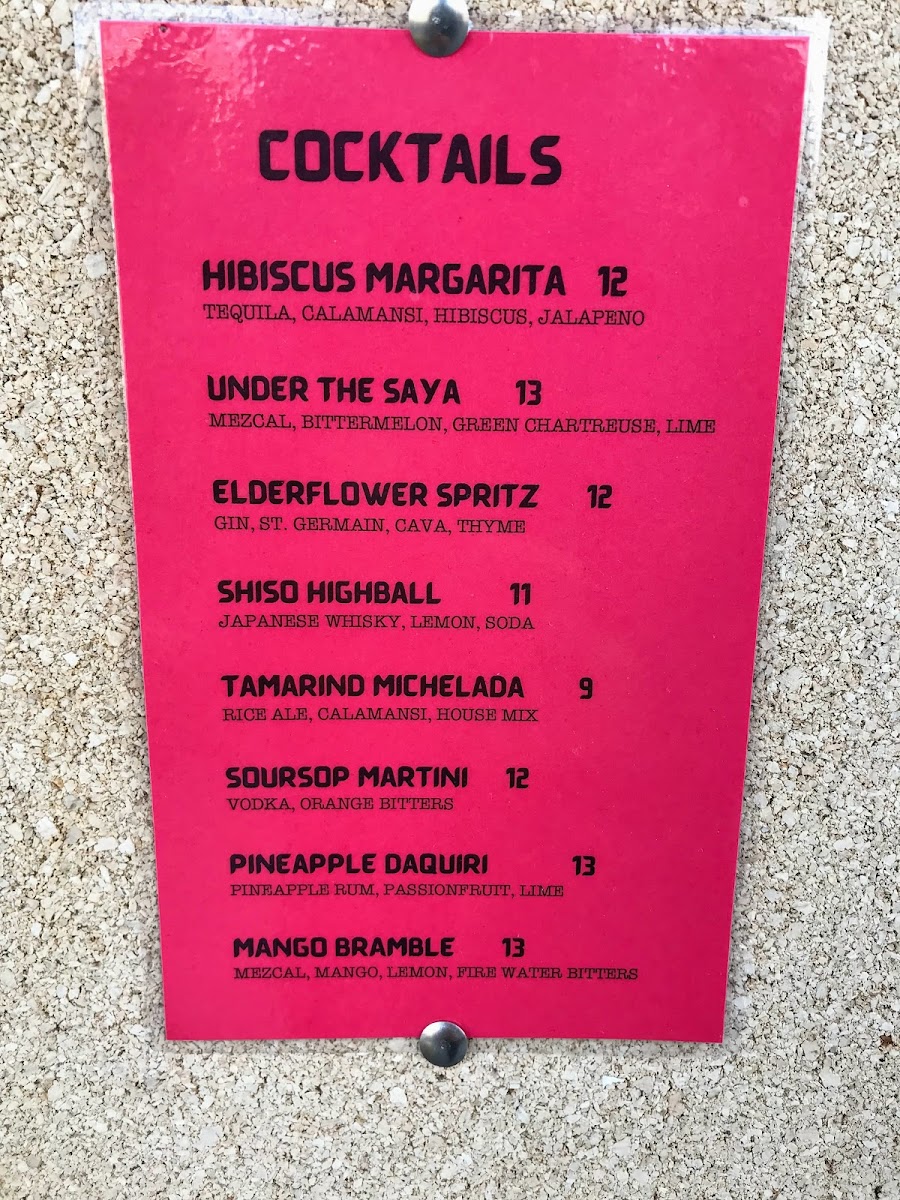 COCKTAILS
HIBISCUS MARGARITA 12
TEQUILA, CALAMANSI, HIBISCUS, JALAPENO
UNDER THE SAYA 13
MEZCAL, BITTERMELON, GREEN CHARTREUSE, LIME
ELDERFLOWER SPRITZ 12
GIN, ST. GERMAIN, CAVA, THYME
SHISO HIGHBALL 11
JAPANESE WHISKY, LEMON, SODA
TAMARIND MICHELADA 9
RICE ALE, CALAMANSI, HOUSE MIX
SOURSOP MARTINI 12
VODKA, ORANGE BITTERS
PINEAPPLE DAQUIRI 13
PINEAPPLE RUM, PASSIONFRUIT, LIME
MANGO BRAMBLE 13
MEZCAL, MANGO, LEMON, FIRE WATER BITTERS